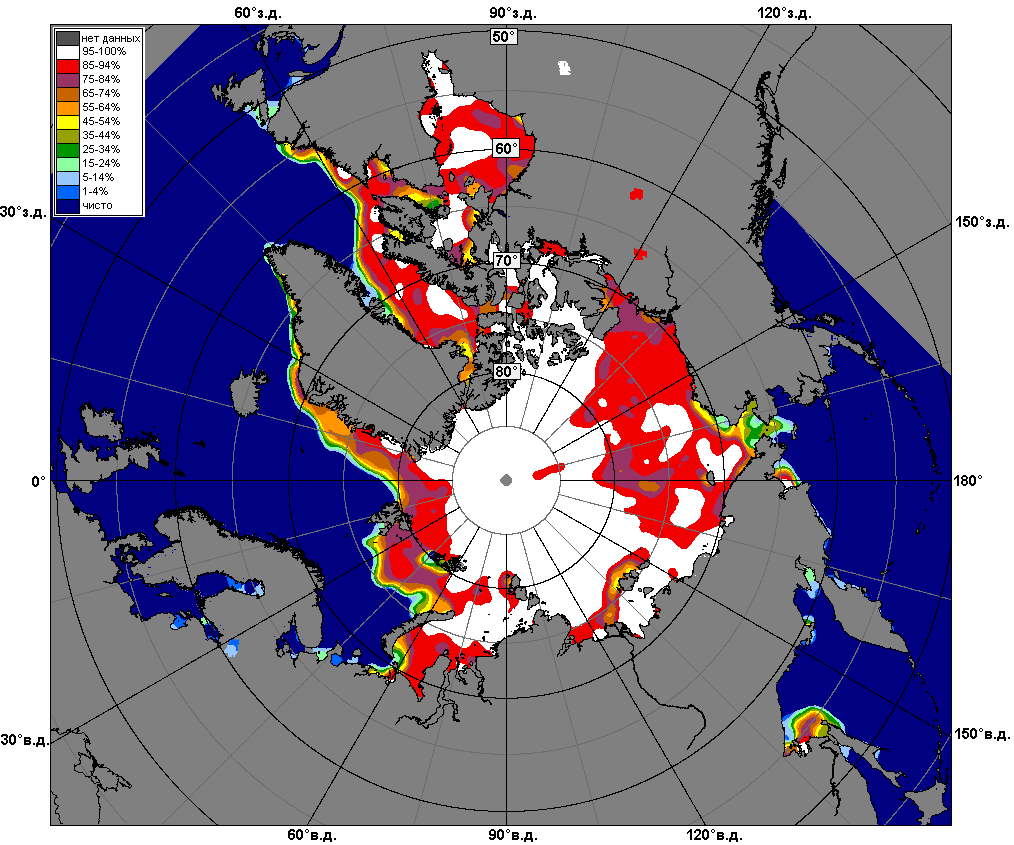 60°з.д.
90°з.д.
120°з.д.
50°
нет данных
95-100%
85-94%
75-84%
65-74%
55-64%
45-54%
35-44%
25-34%
15-24%
5-14%
1-4%
чисто
60°
30°з.д.
150°з.д.
70°
80°
0°
180°
30°в.д.
150°в.д.
60°в.д.
90°в.д.
120°в.д.